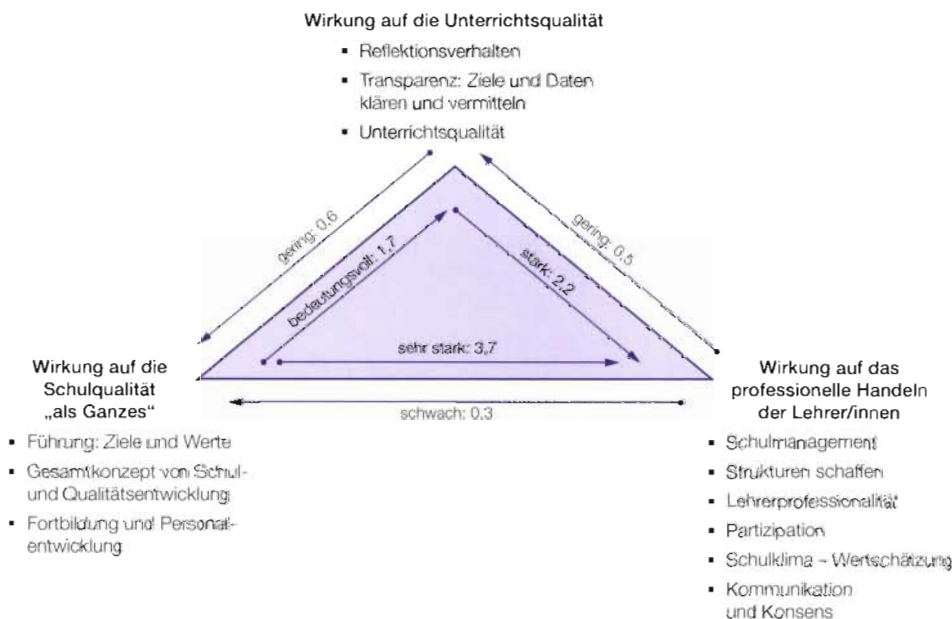 Wirkung auf die Unterrichtsqualität
▪ Reflektionsverhalten
▪ Transparenz: Ziele und Daten
klären und vermitteln
▪ Unterrichtsqualität
gering: 0.6
gering: 0.5
bedeutungsvoll: 1,7
stark: 2,2
sehr stark: 3,7
schwach: 0.3
Wirkung auf die
Schulqualität
„als Ganzes“
▪ Führung: Ziele und Werte
▪ Gesamtkonzept von Schul-
und Qualitätsentwicklung
▪ Fortbildung und Personal-
entwicklung
Wirkung auf das
professionelle Handeln
der Lehrer/innen
▪ Schulmanagement
▪ Strukturen schaffen
▪ Lehrerprofessionalität
▪ Partizipation
▪ Schulklima – Wertschätzung
▪ Kommunikation
und Konsens